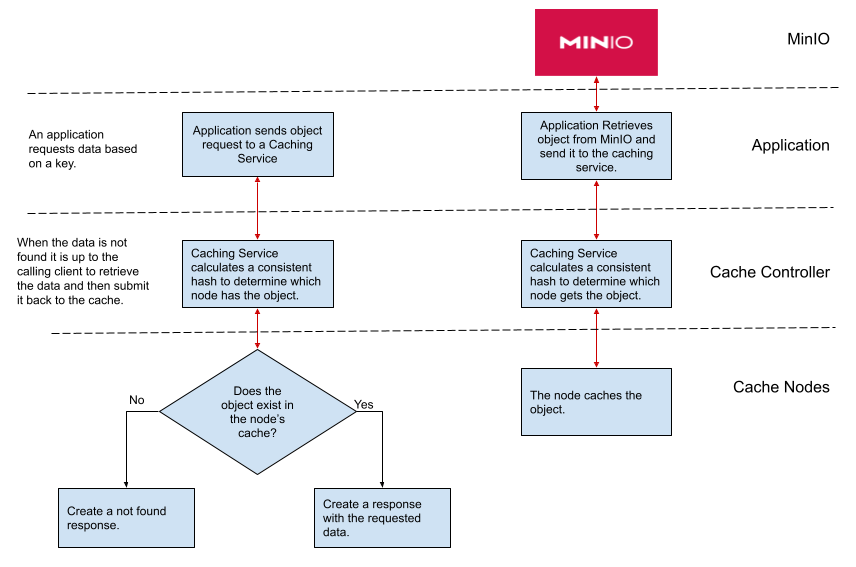 MINIO
MinIO
An application
requests data based
on a key.
Application sends object
request to a Caching
Service
Application Retrieves
object from MinIO and
send it to the caching
service.
Application
When the data is not
found it is up to the
calling client to retrieve
the data and then submit
it back to the cache.
Caching Service
calculates a consistent
hash to determine which
node has the object.
Caching Service
calculates a consistent
hash to determine which
node gets the object.
Cache Controller
Does the
object exist in
the node's
cache?
No
Yes
The node caches the
object.
Cache Nodes
Create a not found
response.
Create a response
with the requested
data.